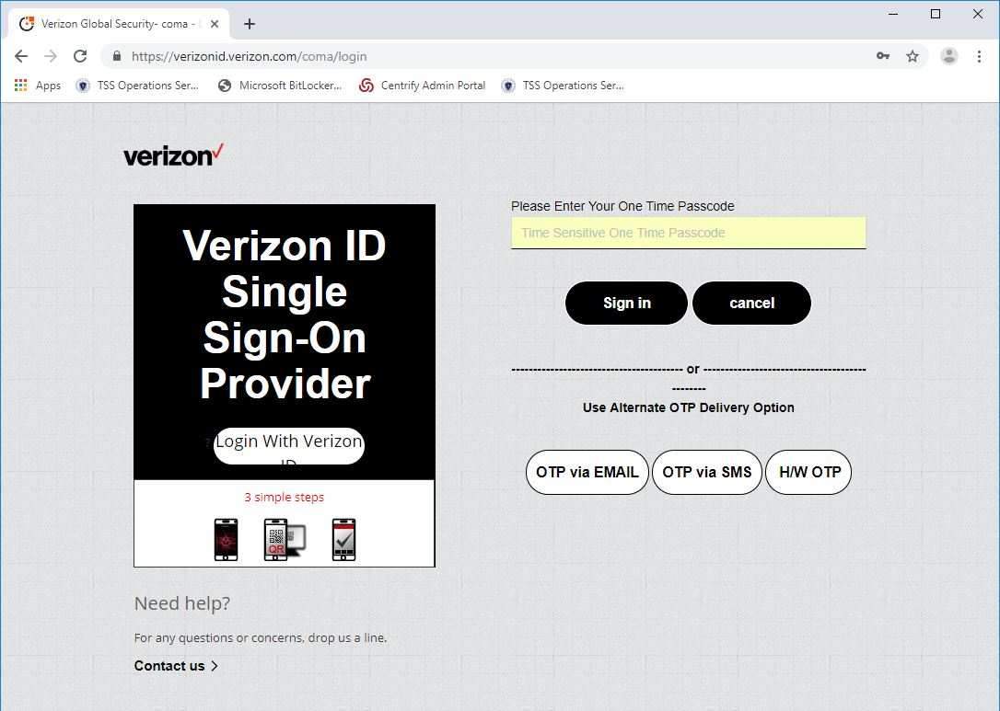 Verizon Global Security- coma -
https://verizonid.verizon.com/coma/login
Apps
TSS Operations Ser...
Microsoft BitLocker...
Centrify Admin Portal
TSS Operations Ser...
verizon
Verizon ID
Single
Sign-On
Provider
? Login With Verizon
ID
3 simple steps
QR
Need help?
For any questions or concerns, drop us a line.
Contact us >
Please Enter Your One Time Passcode
Time Sensitive One Time Passcode
Sign in
cancel
---------------------------------------- or --------------------------------------
--------
Use Alternate OTP Delivery Option
OTP via EMAIL
OTP via SMS
H/W OTP